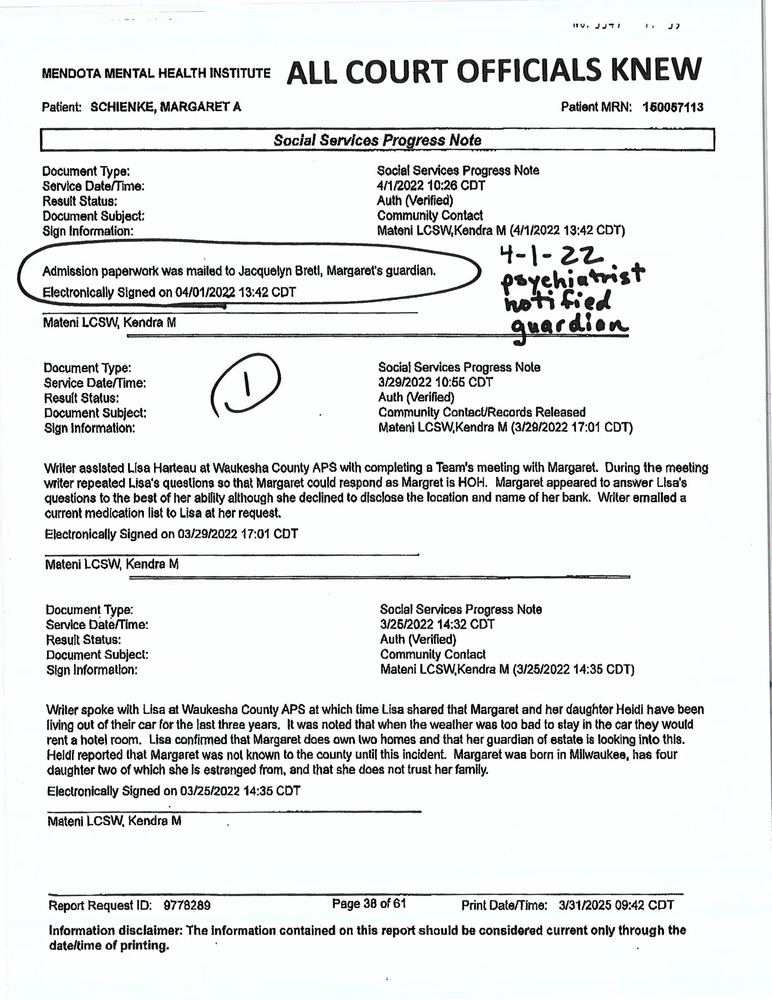 MENDOTA MENTAL HEALTH INSTITUTE ALL COURT OFFICIALS KNEW
Patient: SCHIENKE, MARGARET A Patient MRN: 150057113
Social Services Progress Note
Document Type: Social Services Progress Note
Service Date/Time: 4/1/2022 10:26 CDT
Result Status: Auth (Verified)
Document Subject: Community Contact
Sign Information: Mateni LCSW,Kendra M (4/1/2022 13:42 CDT)
4-1-22
psychiatrist
notified
guardian
Admission paperwork was mailed to Jacquelyn Bretl, Margaret's guardian.
Electronically Signed on 04/01/2022 13:42 CDT
Mateni LCSW, Kendra M
1
Document Type: Social Services Progress Note
Service Date/Time: 3/29/2022 10:55 CDT
Result Status: Auth (Verified)
Document Subject: Community Contact/Records Released
Sign Information: Mateni LCSW,Kendra M (3/29/2022 17:01 CDT)
Writer assisted Lisa Harteau at Waukesha County APS with completing a Team's meeting with Margaret. During the meeting
writer repeated Lisa's questions so that Margaret could respond as Margret is HOH. Margaret appeared to answer Lisa's
questions to the best of her ability although she declined to disclose the location and name of her bank. Writer emailed a
current medication list to Lisa at her request.
Electronically Signed on 03/29/2022 17:01 CDT
Mateni LCSW, Kendra M
Document Type: Social Services Progress Note
Service Date/Time: 3/25/2022 14:32 CDT
Result Status: Auth (Verified)
Document Subject: Community Contact
Sign Information: Mateni LCSW,Kendra M (3/25/2022 14:35 CDT)
Writer spoke with Lisa at Waukesha County APS at which time Lisa shared that Margaret and her daughter Heidi have been
living out of their car for the last three years. It was noted that when the weather was too bad to stay in the car they would
rent a hotel room. Lisa confirmed that Margaret does own two homes and that her guardian of estate is looking into this.
Heidi reported that Margaret was not known to the county until this incident. Margaret was born in Milwaukee, has four
daughter two of which she is estranged from, and that she does not trust her family.
Electronically Signed on 03/25/2022 14:35 CDT
Mateni LCSW, Kendra M
Report Request ID: 9778289 Page 38 of 61 Print Date/Time: 3/31/2025 09:42 CDT
Information disclaimer: The information contained on this report should be considered current only through the
date/time of printing.